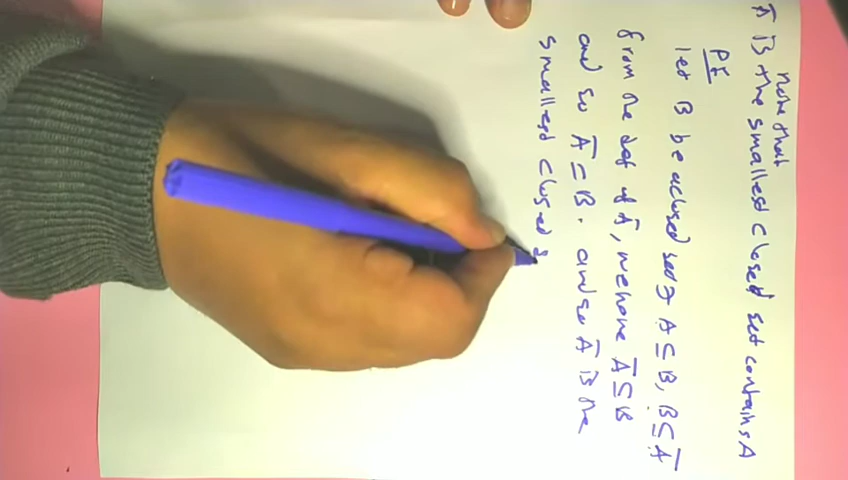 note that
Ā is the smallest closed set contains A
Pf
let B be a closed set ∋ A ⊆ B, B ⊆ Ā
from the def of Ā, we have Ā ⊆ B
and so Ā = B. and so Ā is the
smallest closed s